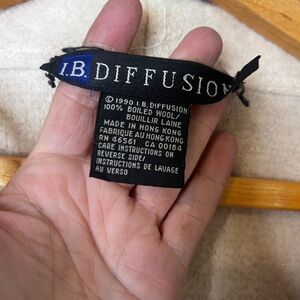 I.B. DIFFUSION
© 1990 I.B. DIFFUSION
100% BOILED WOOL/
BOUILLIR LAINE
MADE IN HONG KONG
FABRIQUE AU HONG KONG
RN 46561 CA 00184
CARE INSTRUCTIONS ON
REVERSE SIDE/
INSTRUCTIONS DE LAVAGE
AU VERSO